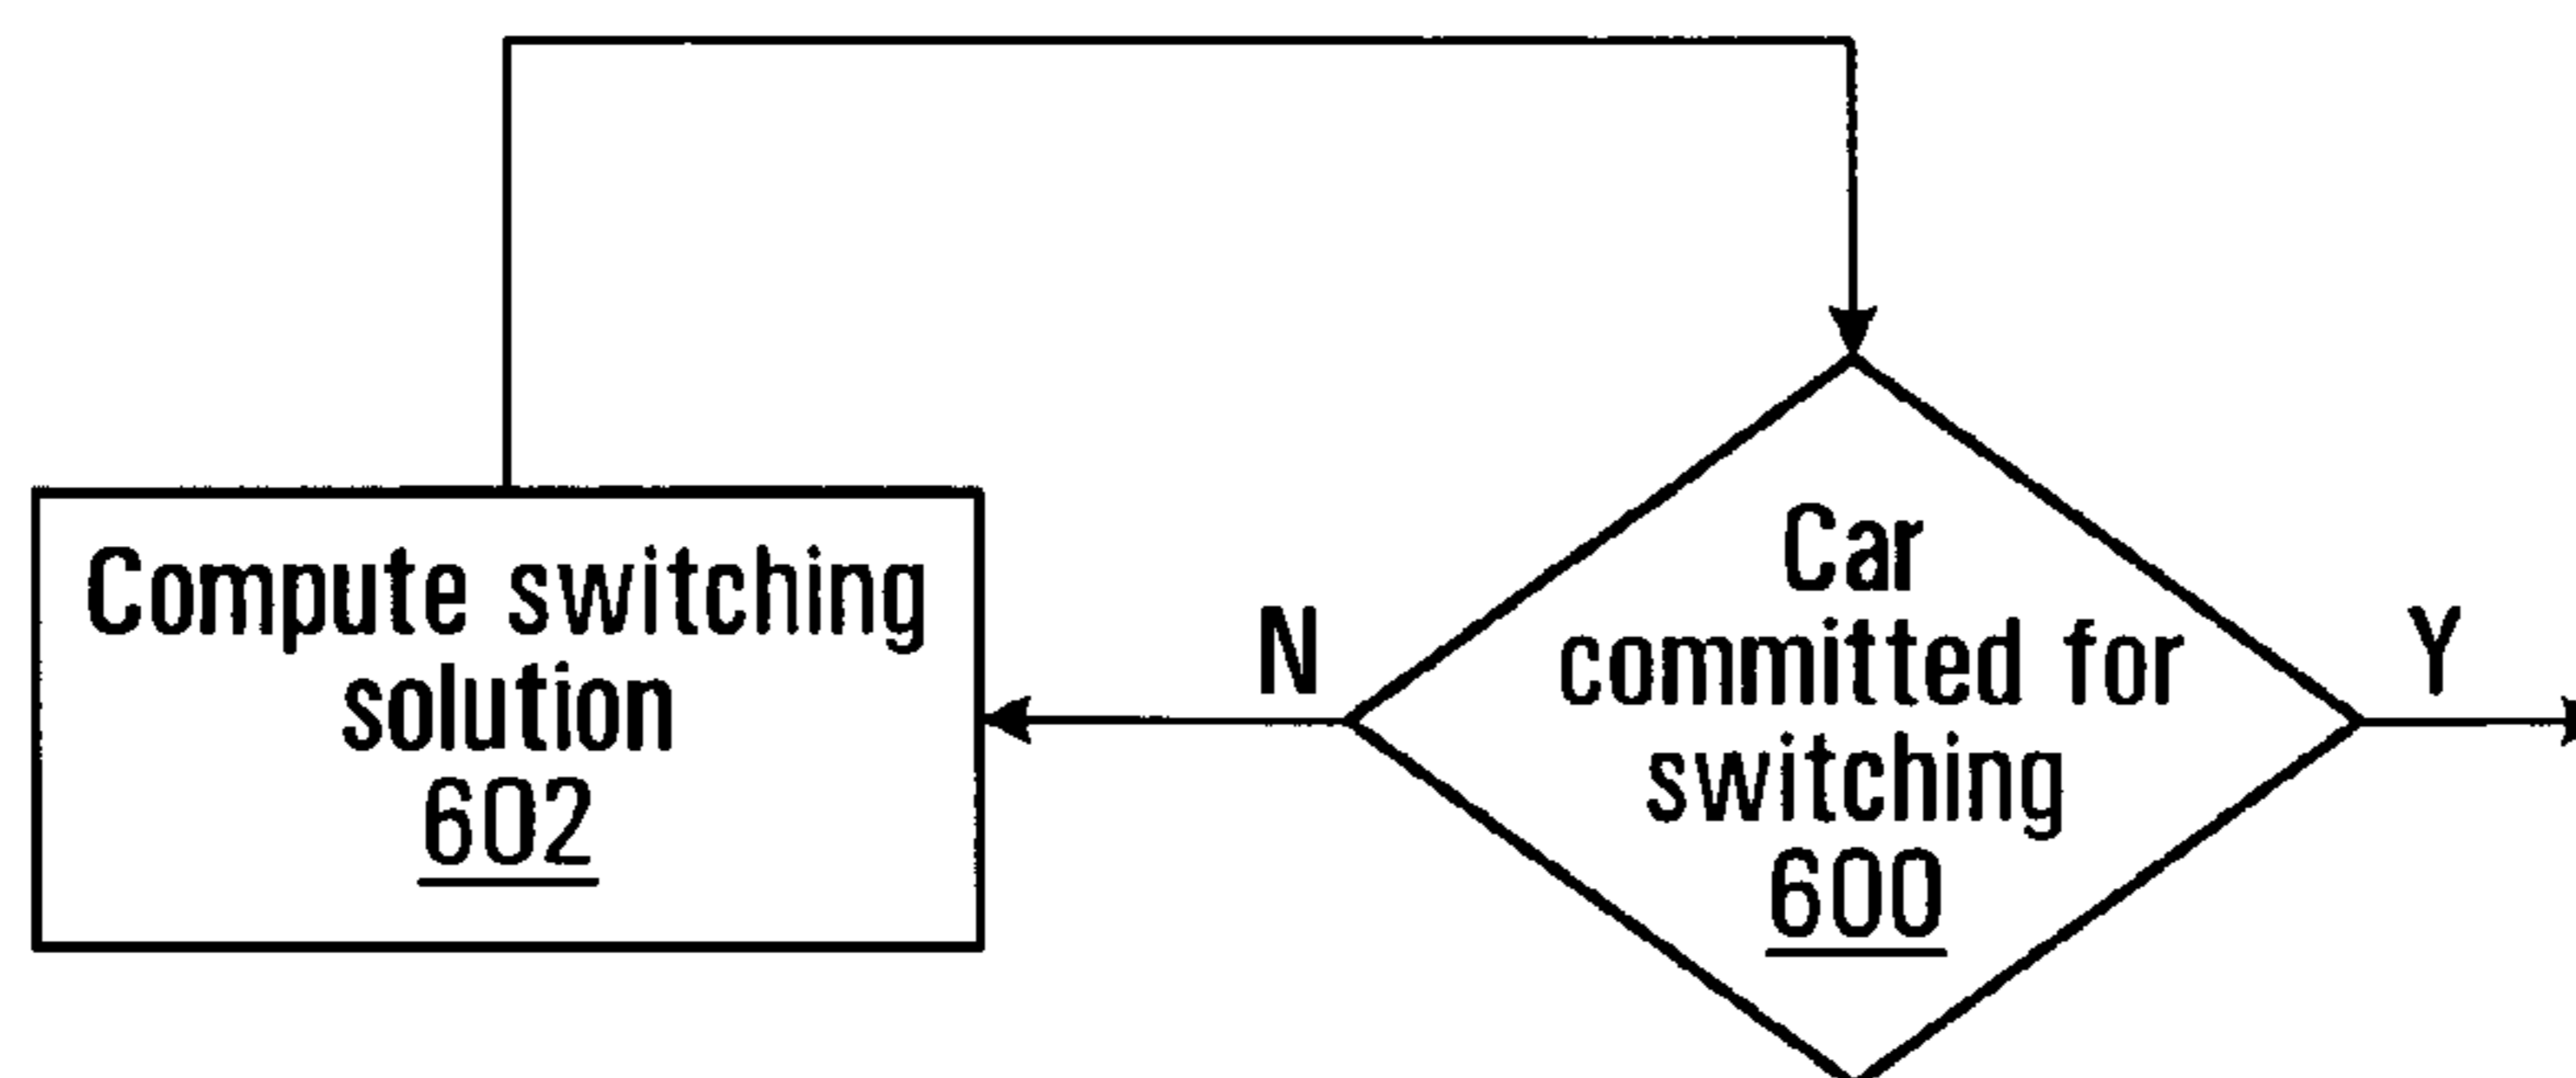 Compute switching
solution
602
N
Car
committed for
switching
600
Y